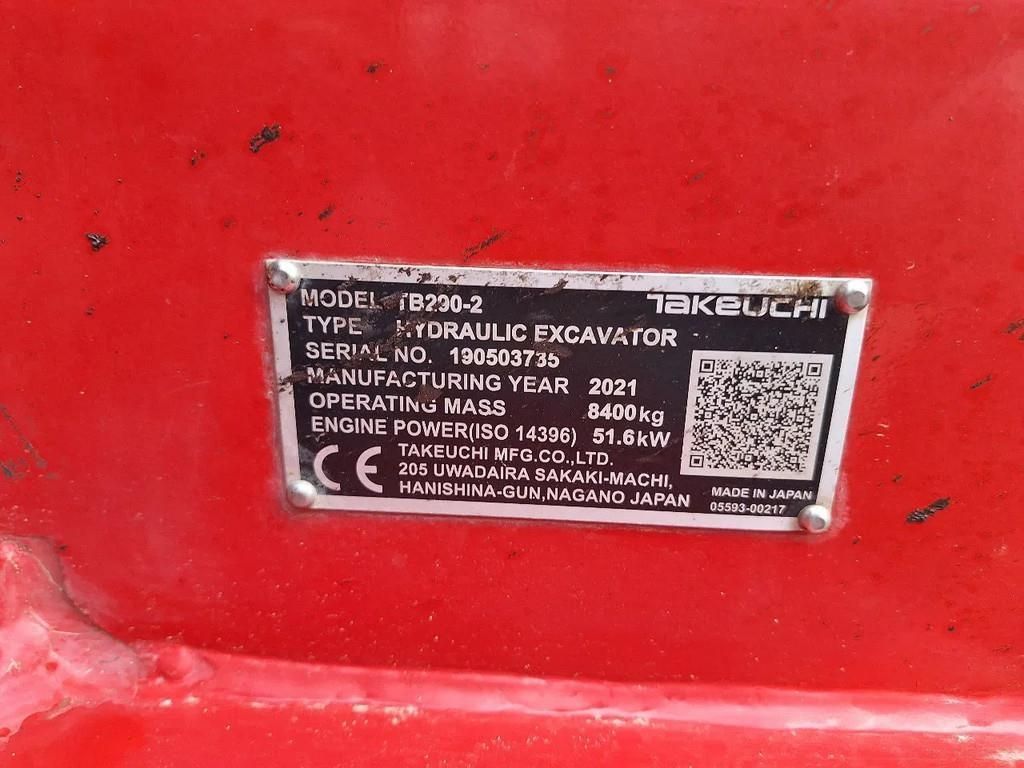 MODEL TB290-2 TAKEUCHI
TYPE HYDRAULIC EXCAVATOR
SERIAL NO. 190503735
MANUFACTURING YEAR 2021
OPERATING MASS 8400kg
ENGINE POWER(ISO 14396) 51.6kW
CE TAKEUCHI MFG.CO.,LTD.
205 UWADAIRA SAKAKI-MACHI,
HANISHINA-GUN,NAGANO JAPAN
MADE IN JAPAN
05593-00217